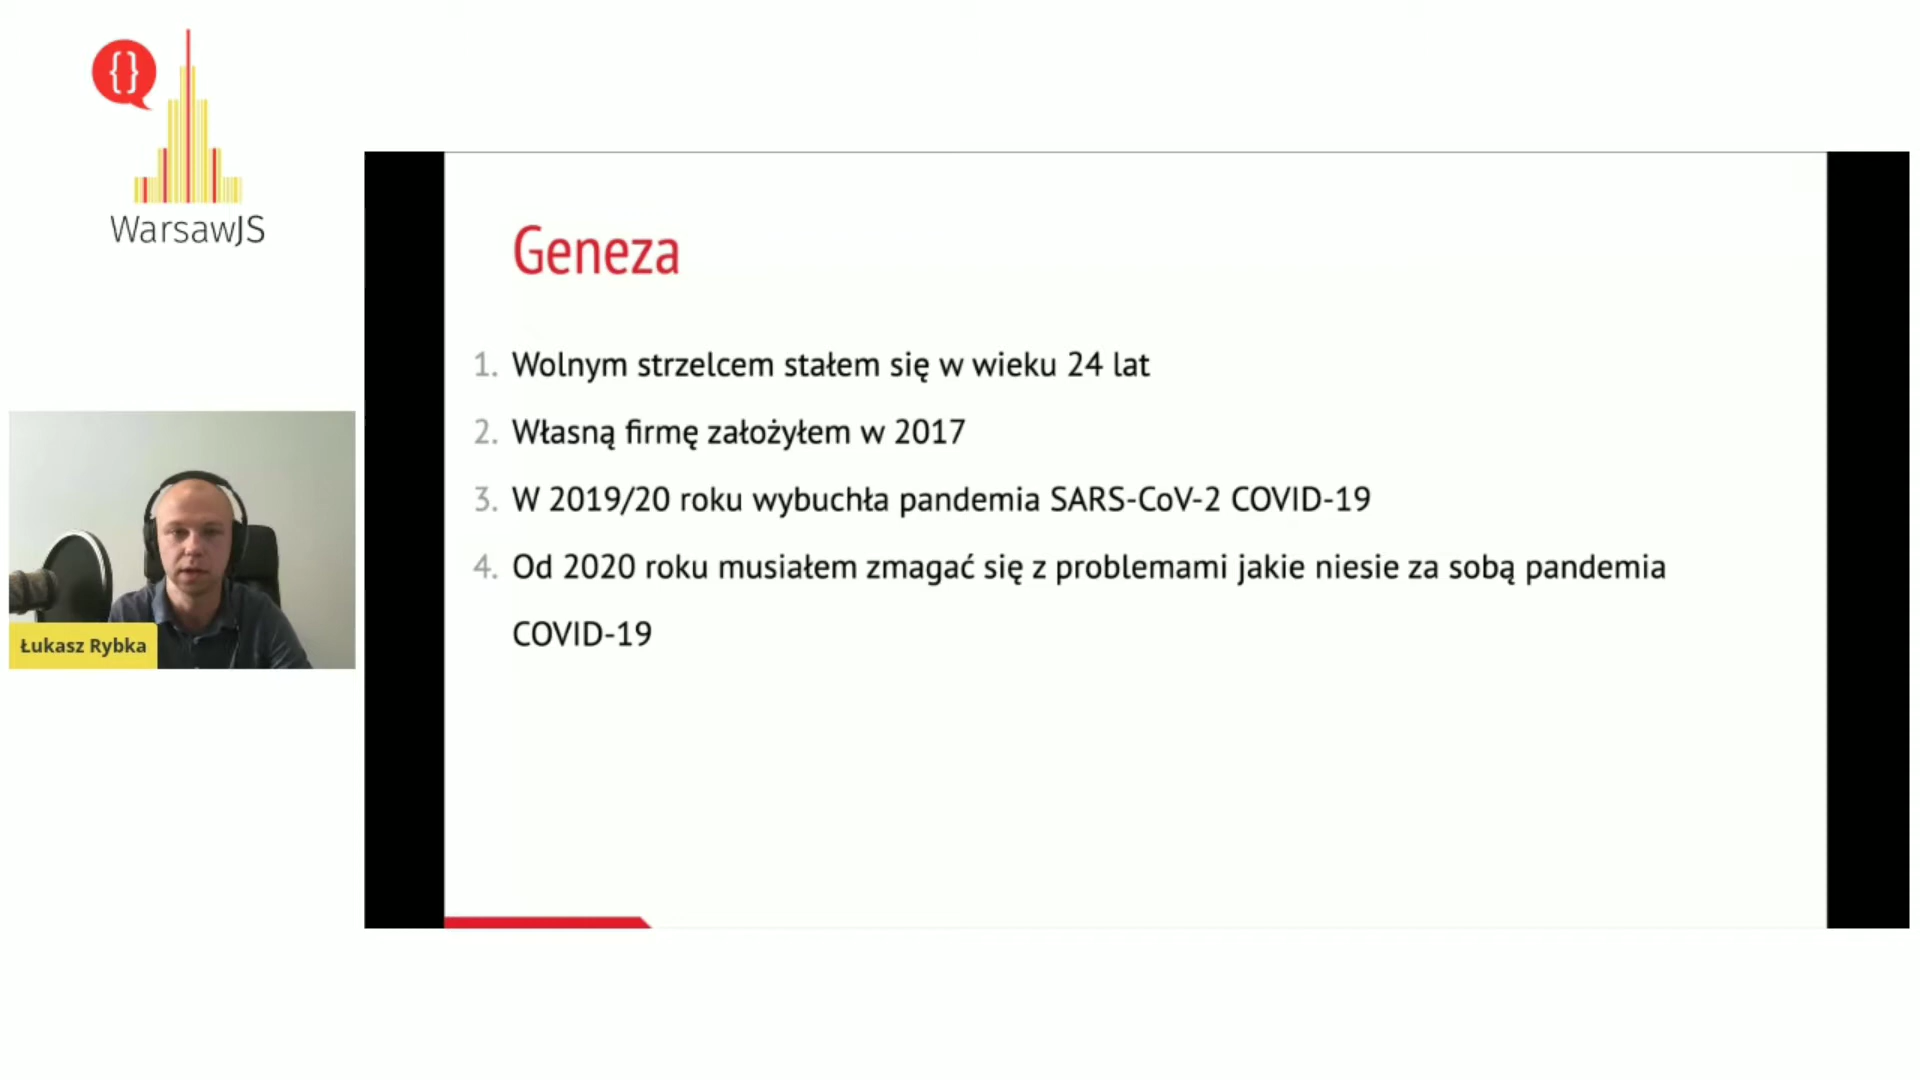 {}
WarsawJS
Geneza
1. Wolnym strzelcem stałem się w wieku 24 lat
2. Własną firmę założyłem w 2017
3. W 2019/20 roku wybuchła pandemia SARS-CoV-2 COVID-19
4. Od 2020 roku musiałem zmagać się z problemami jakie niesie za sobą pandemia
COVID-19
Łukasz Rybka